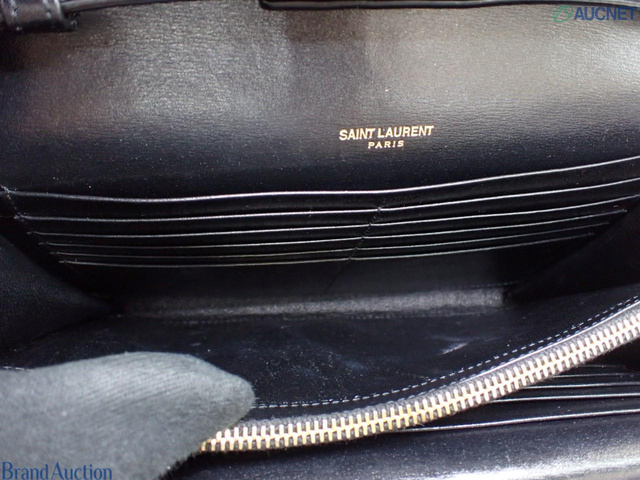 AUCNET
SAINT LAURENT
PARIS
Brand Auction